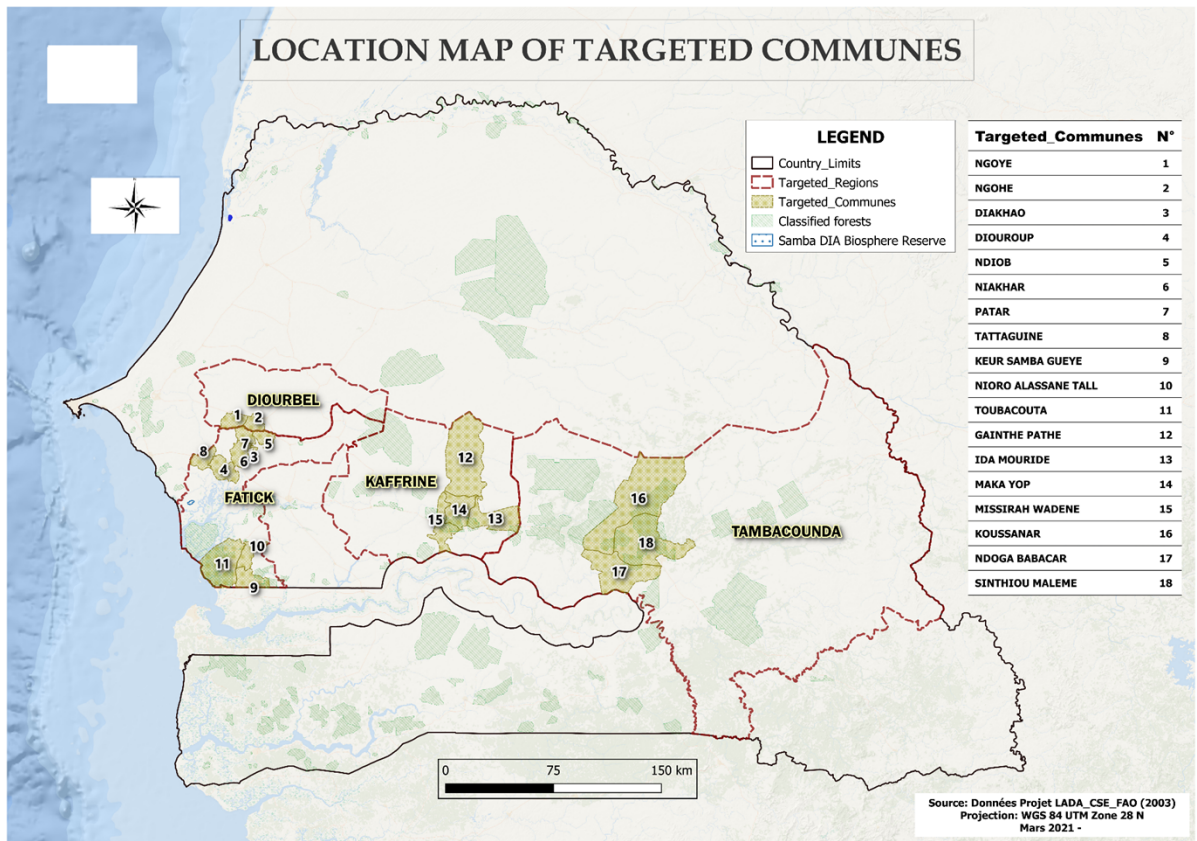 LOCATION MAP OF TARGETED COMMUNES
LEGEND
Country_Limits
Targeted_Regions
Targeted_Communes
Classified forests
Samba DIA Biosphere Reserve
Targeted_Communes N°
NGOYE 1
NGOHE 2
DIAKHAO 3
DIOUROUP 4
NDIOB 5
NIAKHAR 6
PATAR 7
TATTAGUINE 8
KEUR SAMBA GUEYE 9
NIORO ALASSANE TALL 10
TOUBACOUTA 11
GAINTHE PATHE 12
IDA MOURIDE 13
MAKA YOP 14
MISSIRAH WADENE 15
KOUSSANAR 16
NDOGA BABACAR 17
SINTHIOU MALEME 18
DIOURBEL
1 2
7 5
8 6 3
4
FATICK
10
11
9
KAFFRINE
12
14
15 13
TAMBACOUNDA
16
18
17
0 75 150 km
Source: Données Projet LADA_CSE_FAO (2003)
Projection: WGS 84 UTM Zone 28 N
Mars 2021 -